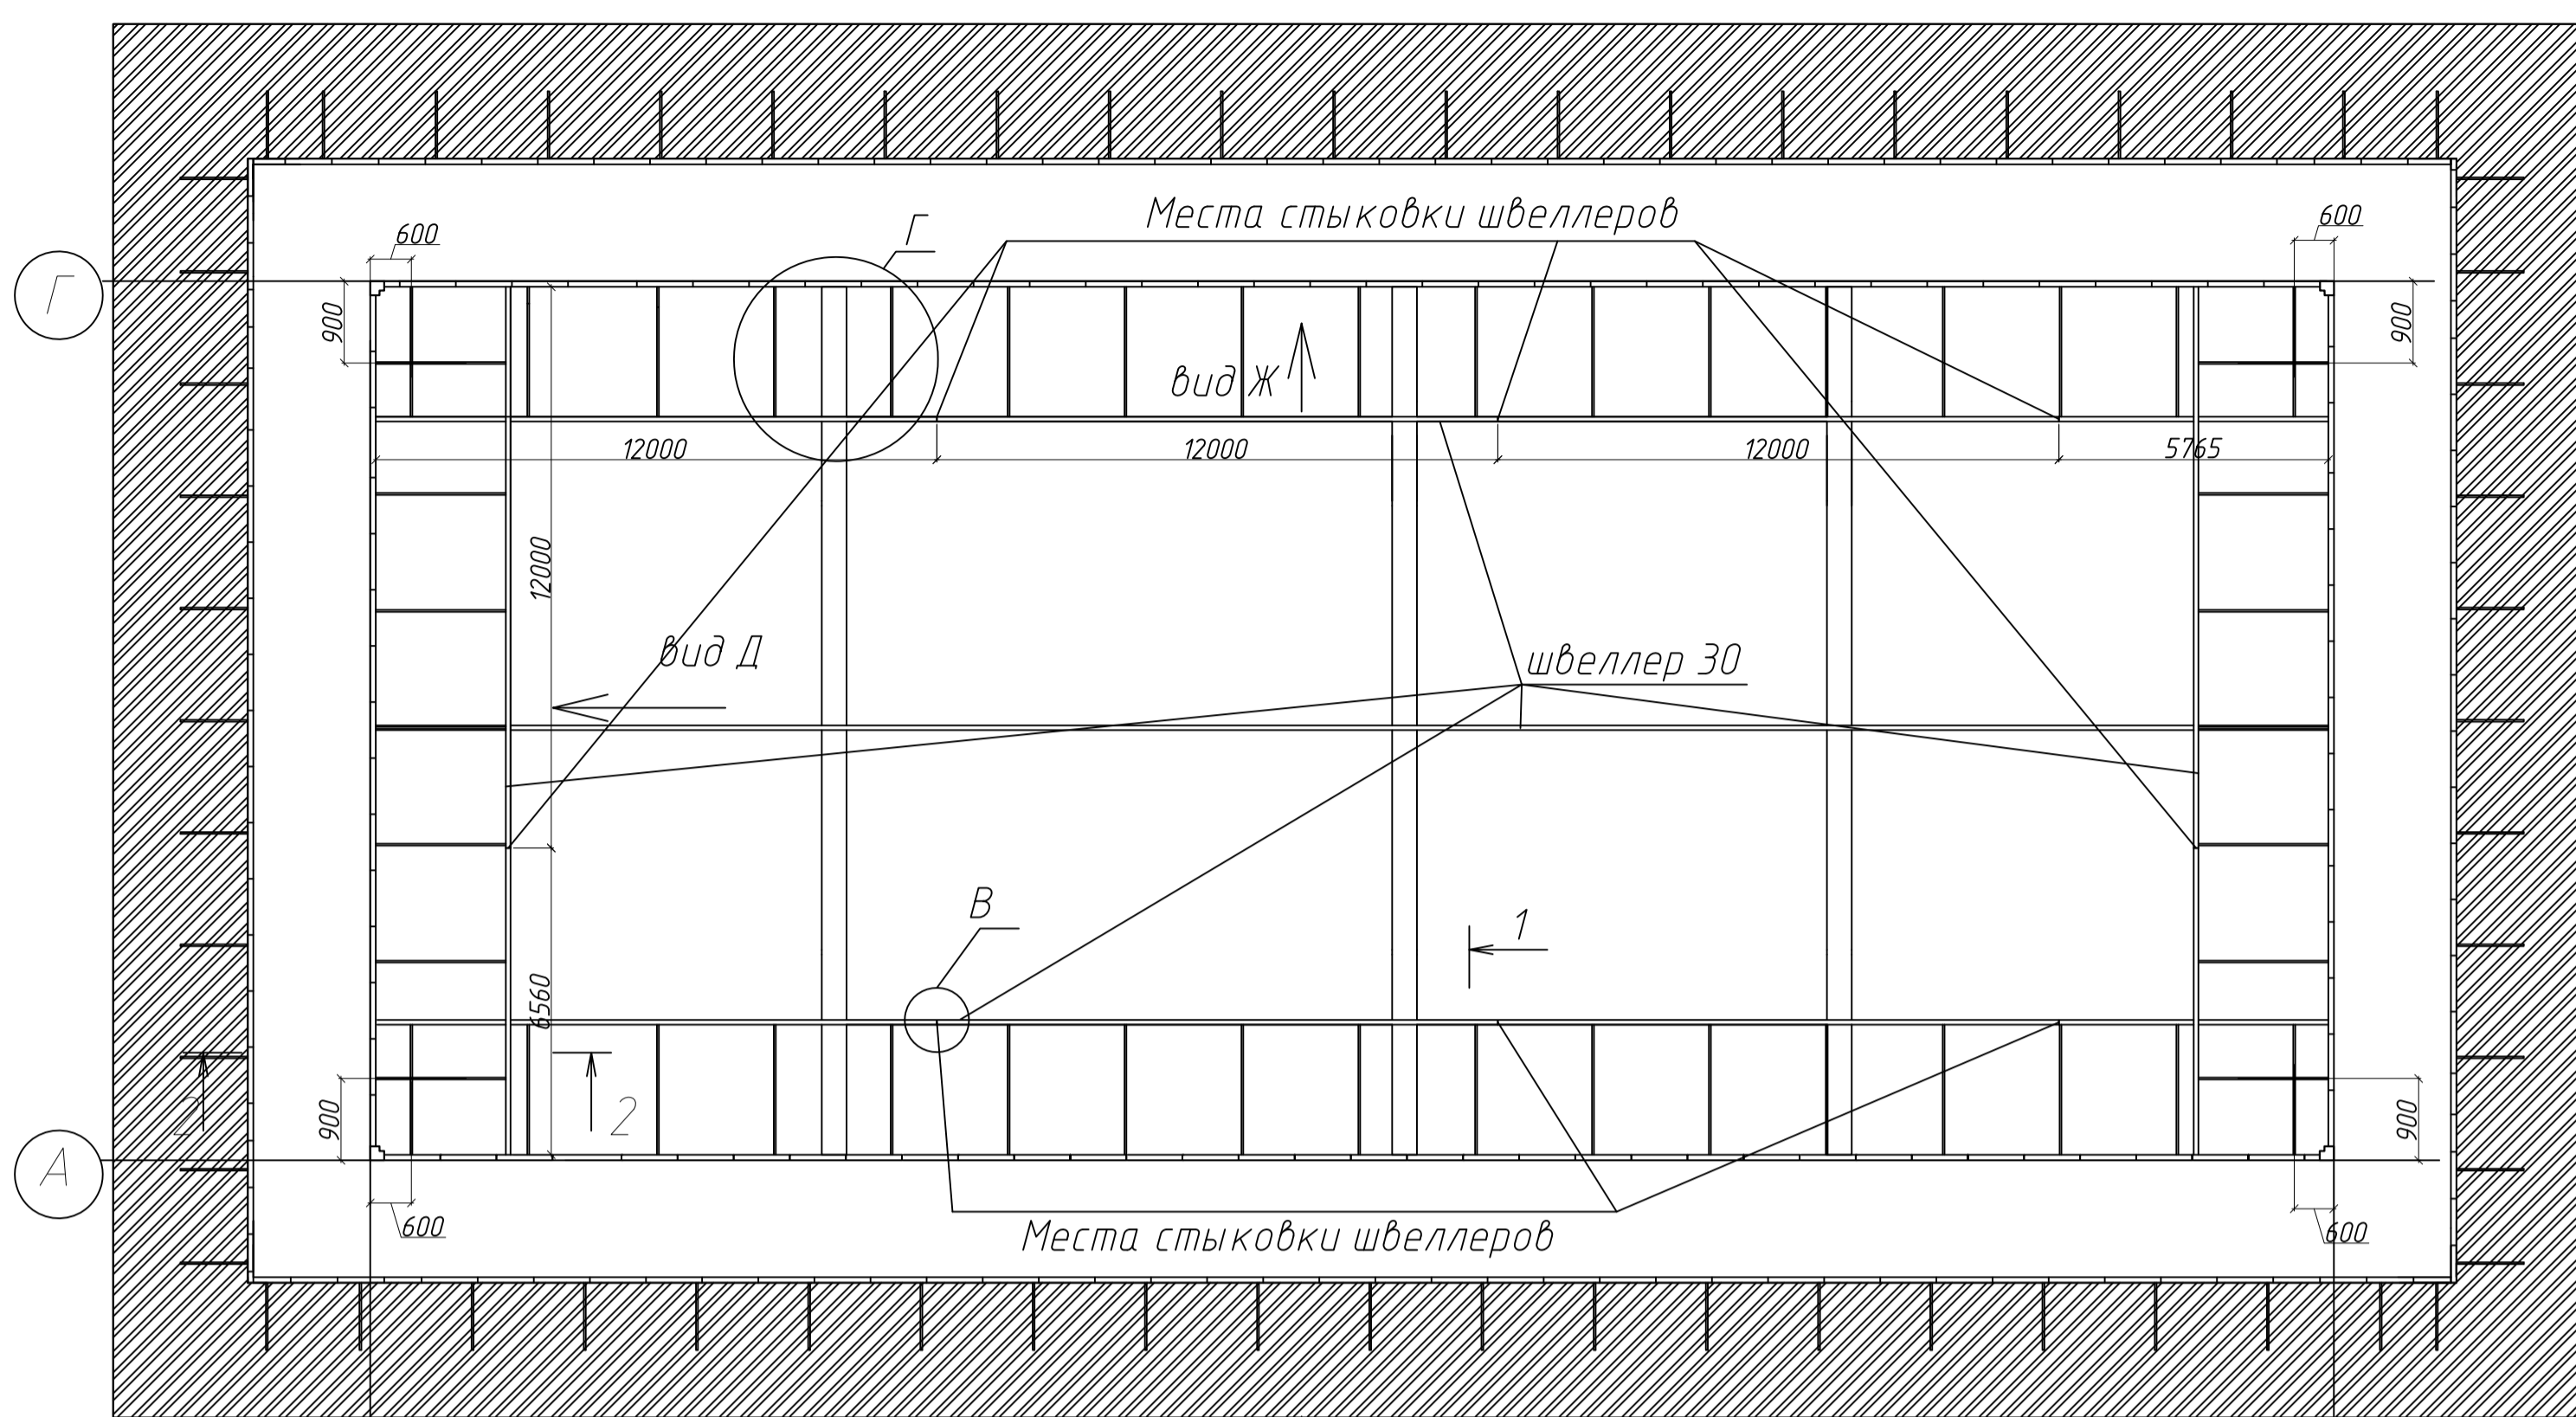 Места стыковки швеллеров
Г
600
600
Г
900
900
вид Ж
12000
12000
12000
5765
12000
вид Д
швеллер 30
В
1
6560
2
2
900
900
А
600
600
Места стыковки швеллеров